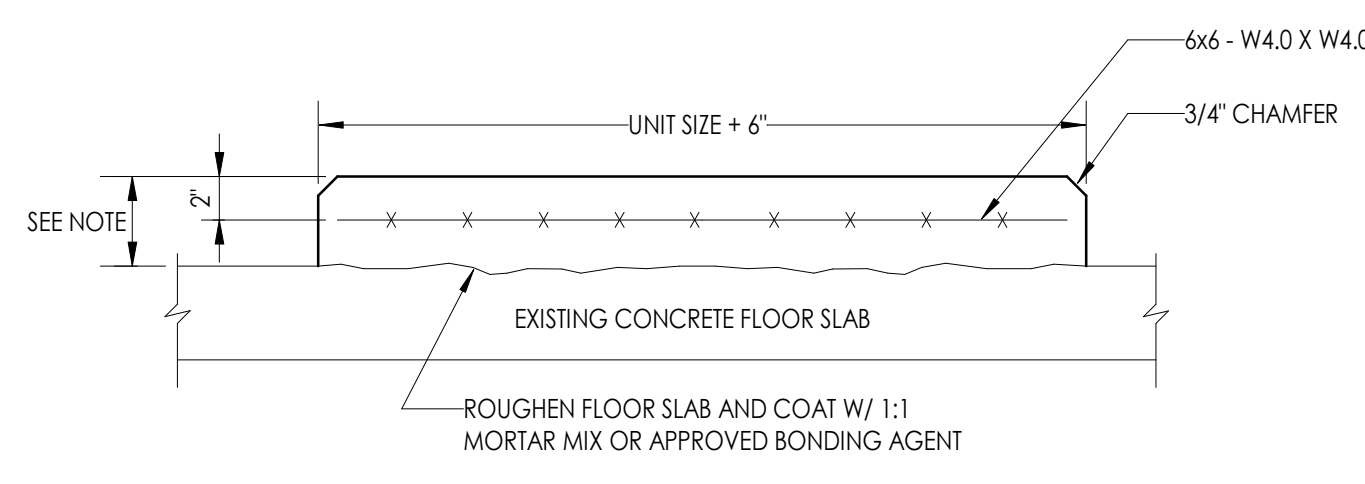 6x6 - W4.0 X W4.0
3/4" CHAMFER
UNIT SIZE + 6"
2"
SEE NOTE
EXISTING CONCRETE FLOOR SLAB
ROUGHEN FLOOR SLAB AND COAT W/ 1:1
MORTAR MIX OR APPROVED BONDING AGENT